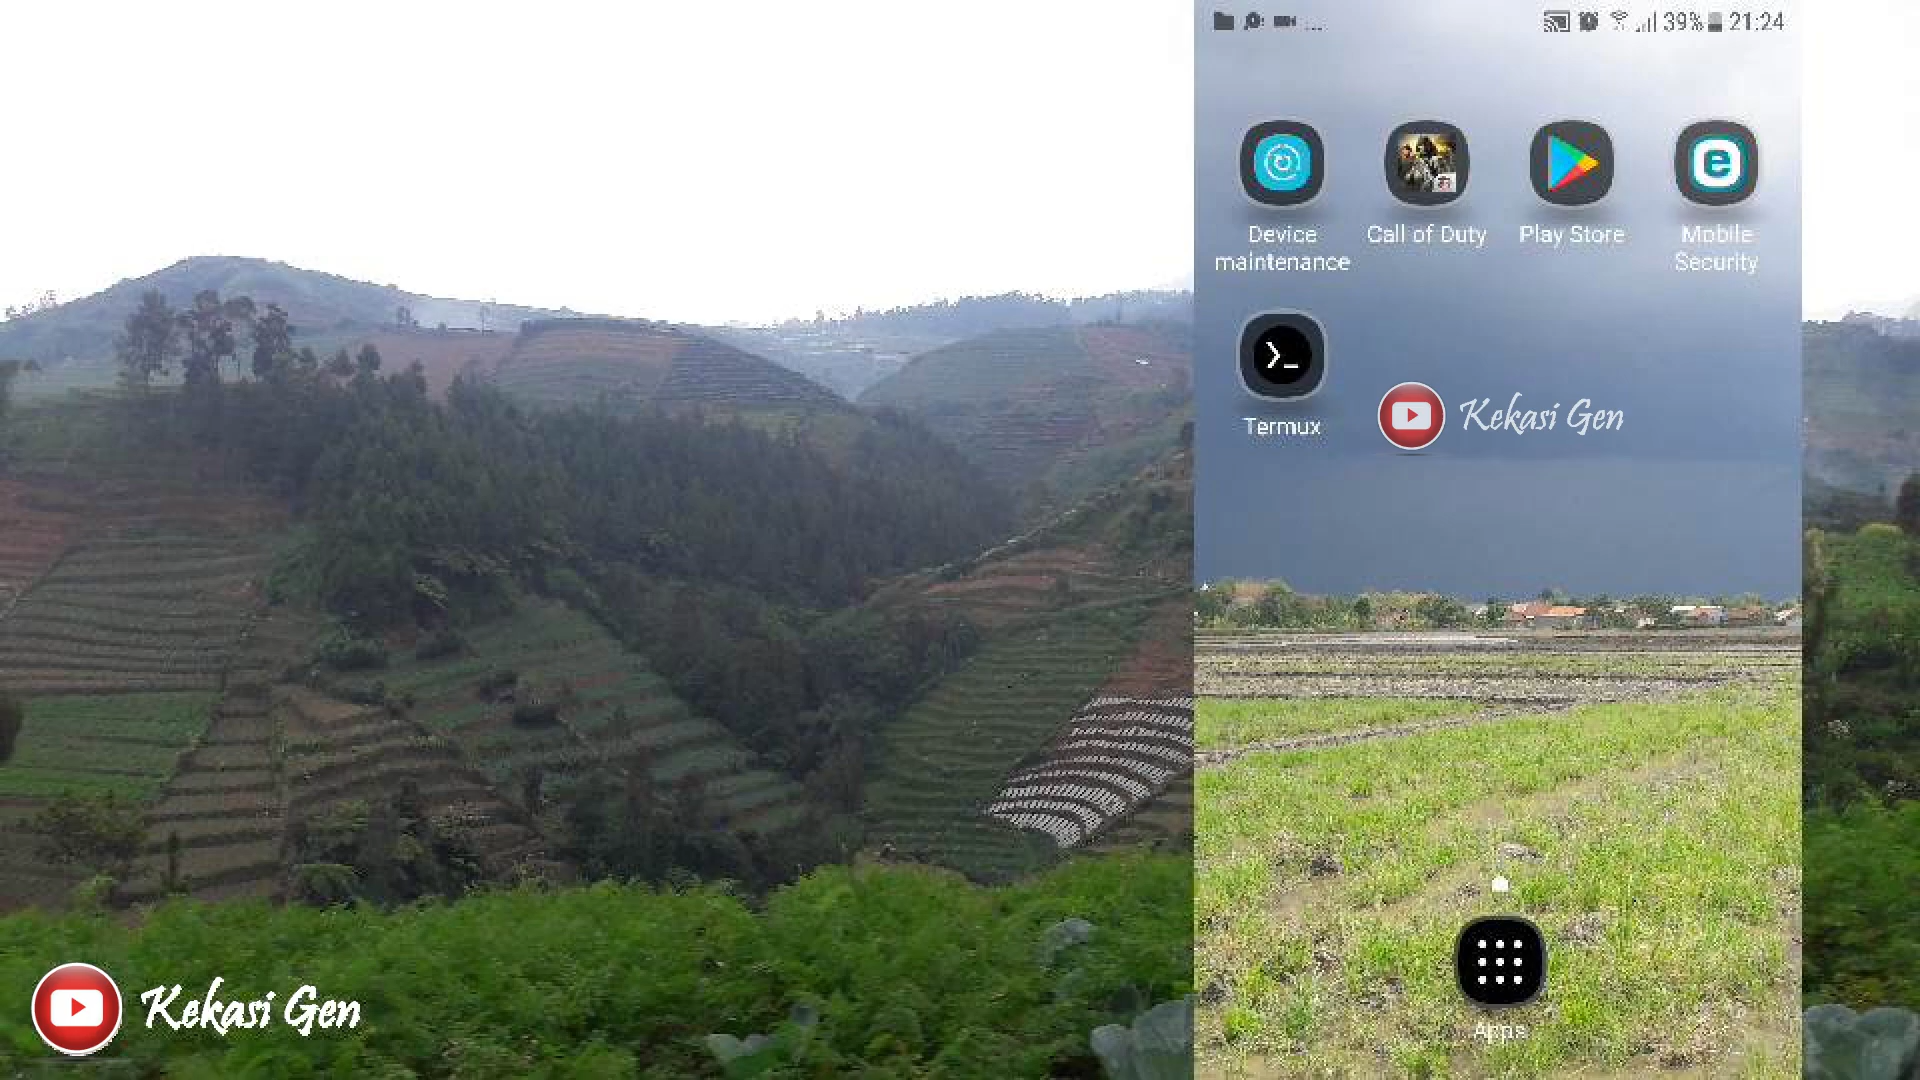 39% 21:24
Device maintenance
Call of Duty
Play Store
Mobile Security
Termux
Kekasi Gen
Apps
Kekasi Gen